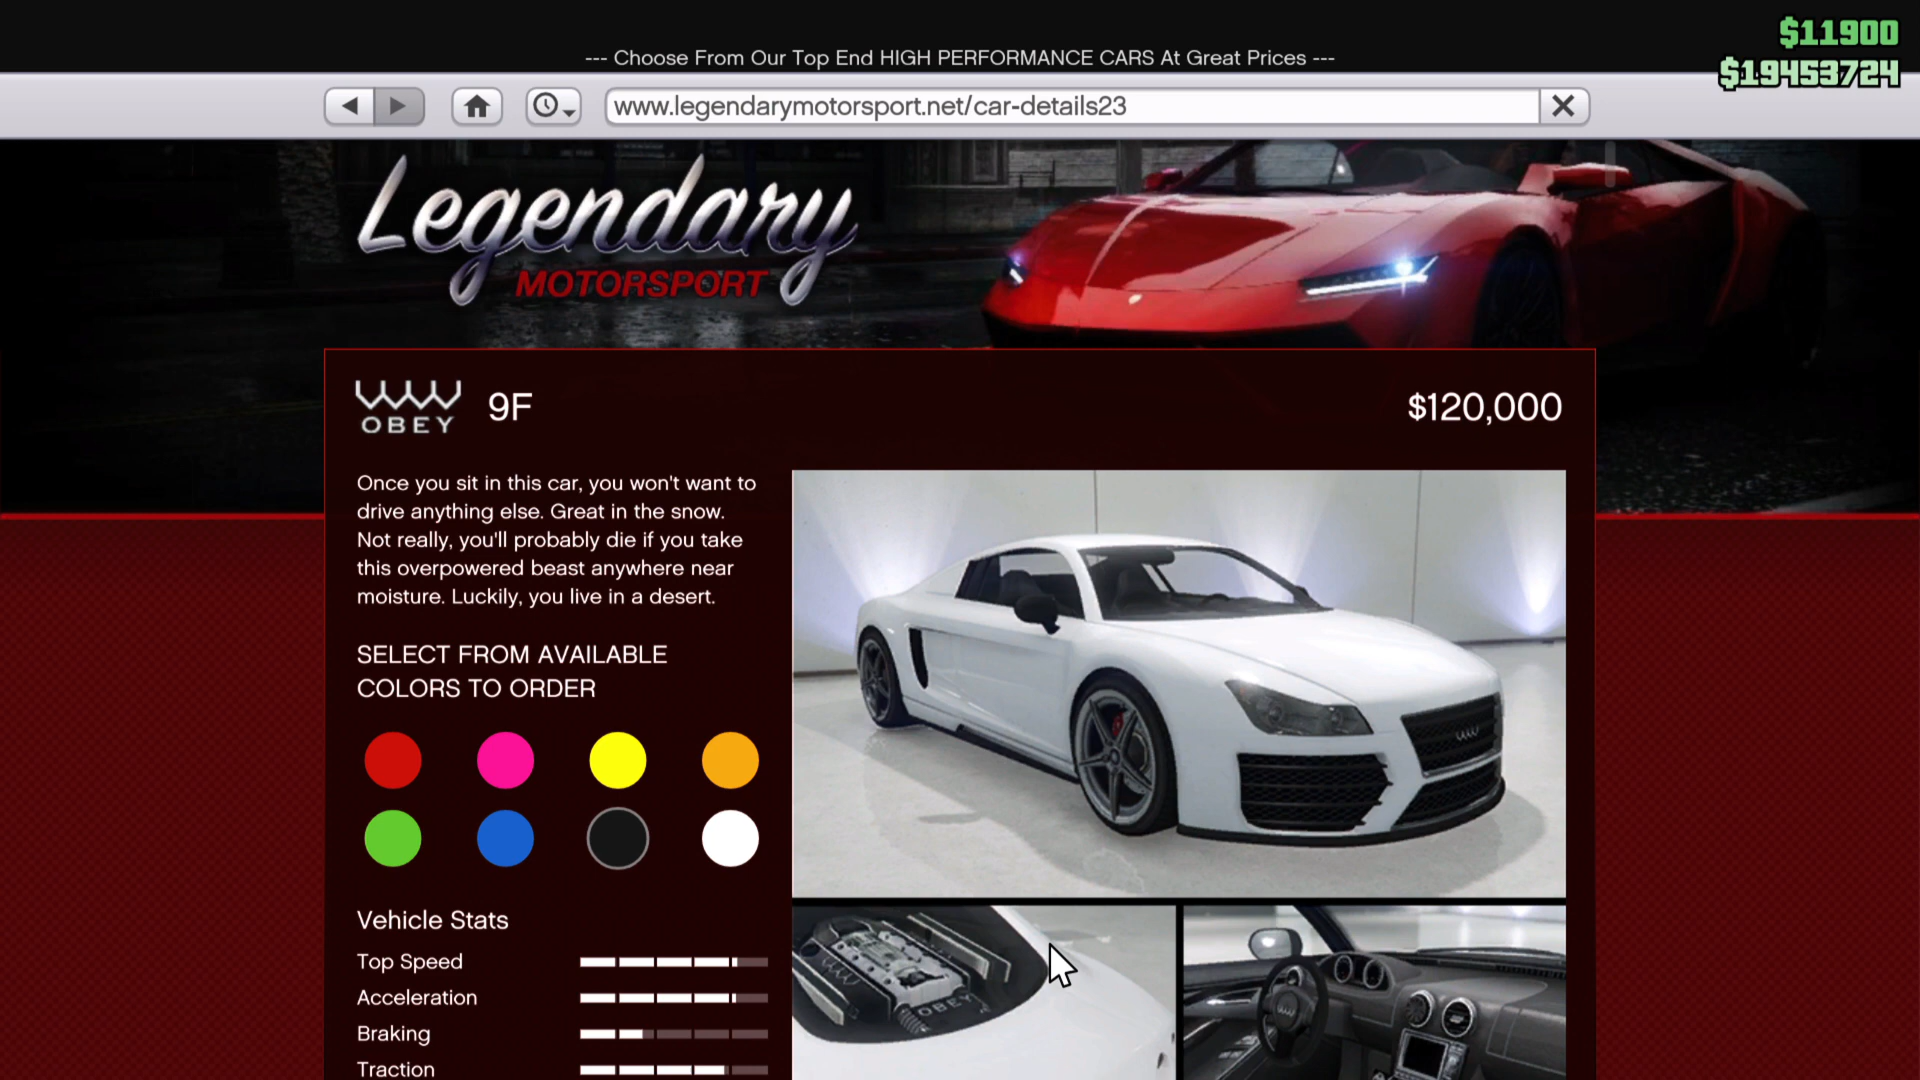 $11900
--- Choose From Our Top End HIGH PERFORMANCE CARS At Great Prices ---
$19453724
www.legendarymotorsport.net/car-details23
Legendary
MOTORSPORT
OBEY
9F
$120,000
Once you sit in this car, you won't want to
drive anything else. Great in the snow.
Not really, you'll probably die if you take
this overpowered beast anywhere near
moisture. Luckily, you live in a desert.
SELECT FROM AVAILABLE
COLORS TO ORDER
Vehicle Stats
Top Speed
Acceleration
Braking
Traction
OBEY